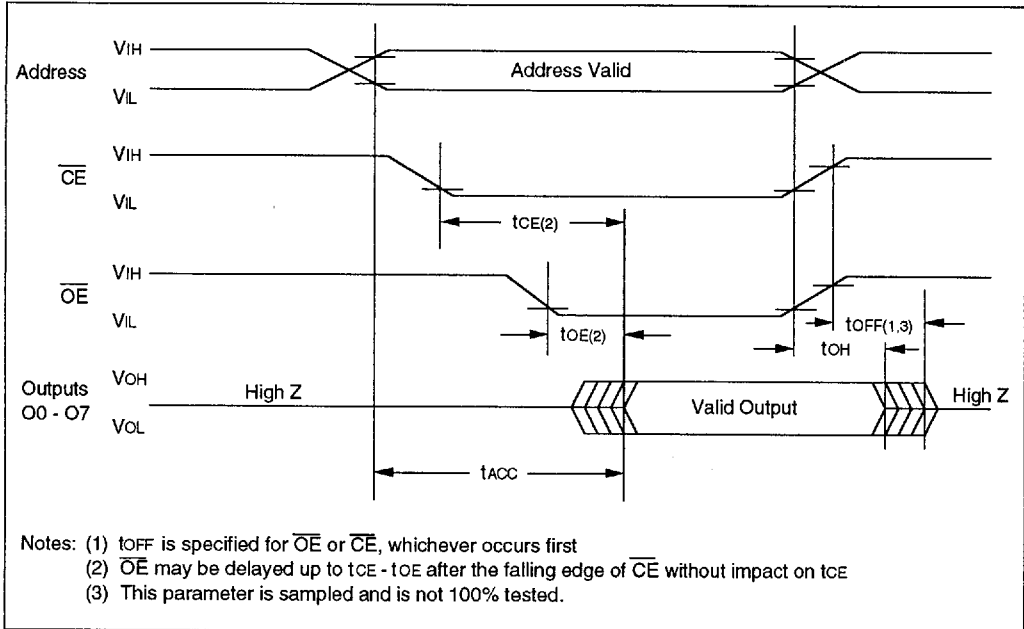 VIH
Address
Address Valid
VIL
VIH
CE
VIL
tCE(2)
VIH
OE
VIL
tOE(2)
tOFF(1,3)
tOH
Outputs
O0 - O7
VOH
High Z
Valid Output
High Z
VOL
tACC
Notes: (1) tOFF is specified for OE or CE, whichever occurs first
(2) OE may be delayed up to tCE - tOE after the falling edge of CE without impact on tCE
(3) This parameter is sampled and is not 100% tested.